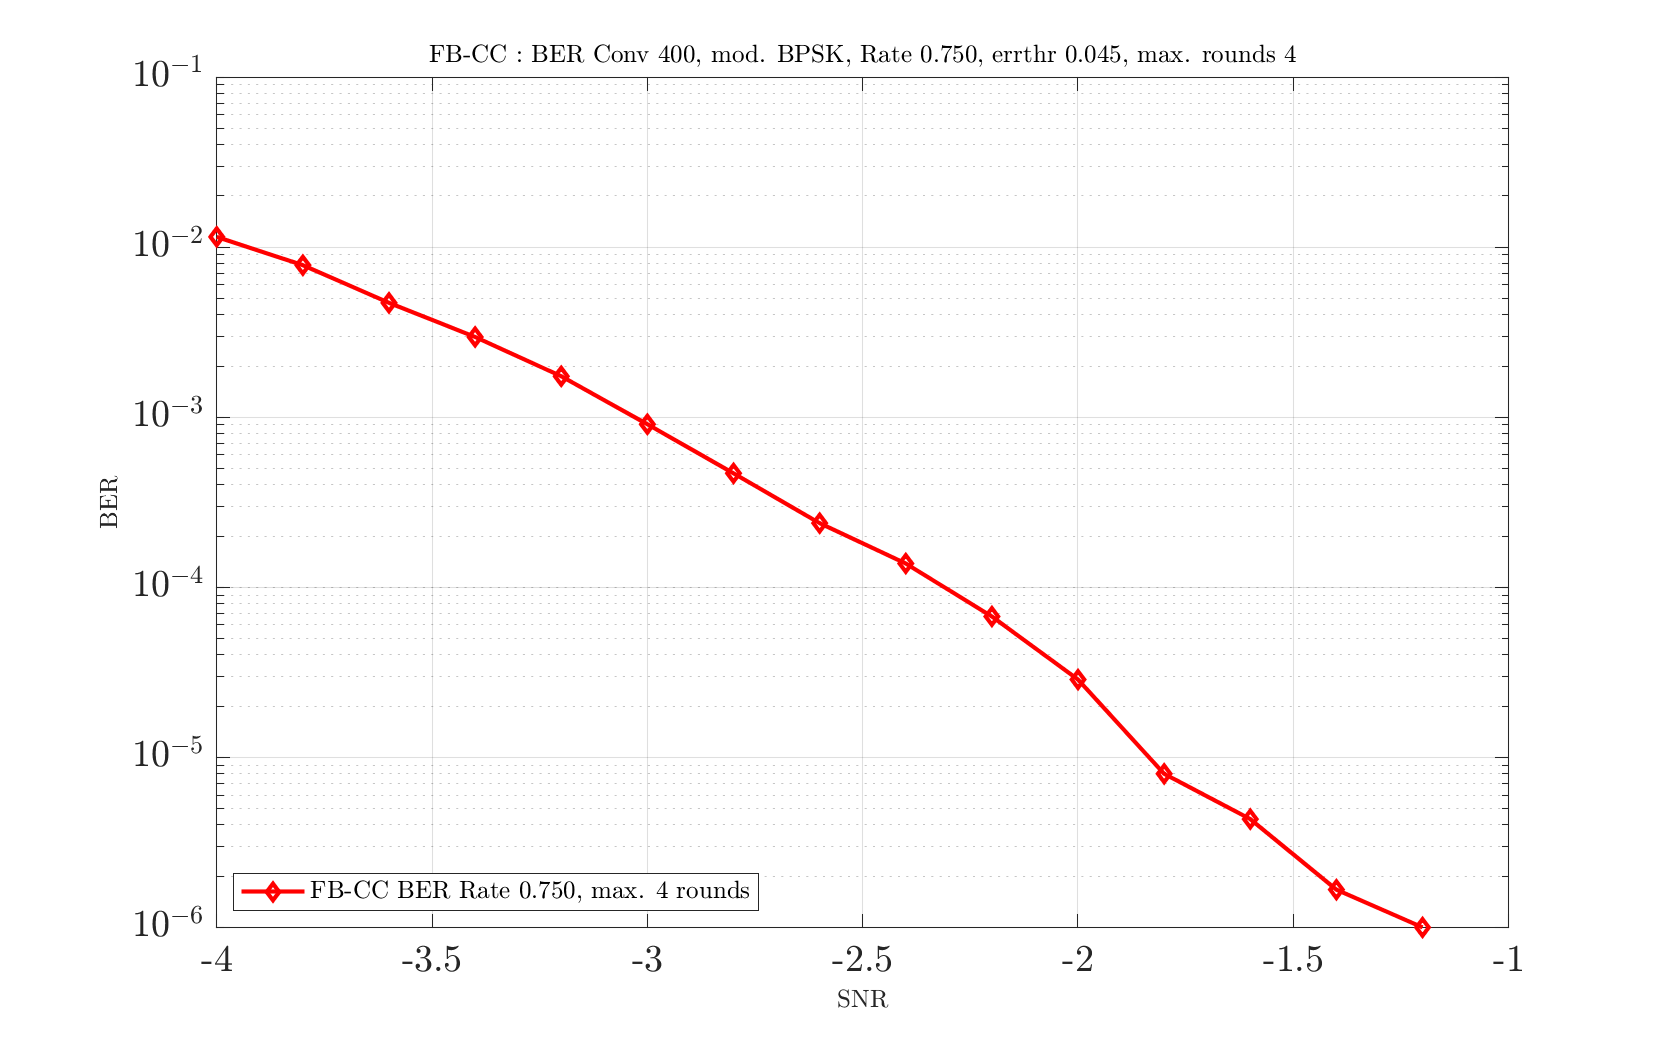 FB-CC : BER Conv 400, mod. BPSK, Rate 0.750, errthr 0.045, max. rounds 4
10⁻¹
10⁻²
10⁻³
10⁻⁴
10⁻⁵
10⁻⁶
BER
FB-CC BER Rate 0.750, max. 4 rounds
-4 -3.5 -3 -2.5 -2 -1.5 -1
SNR